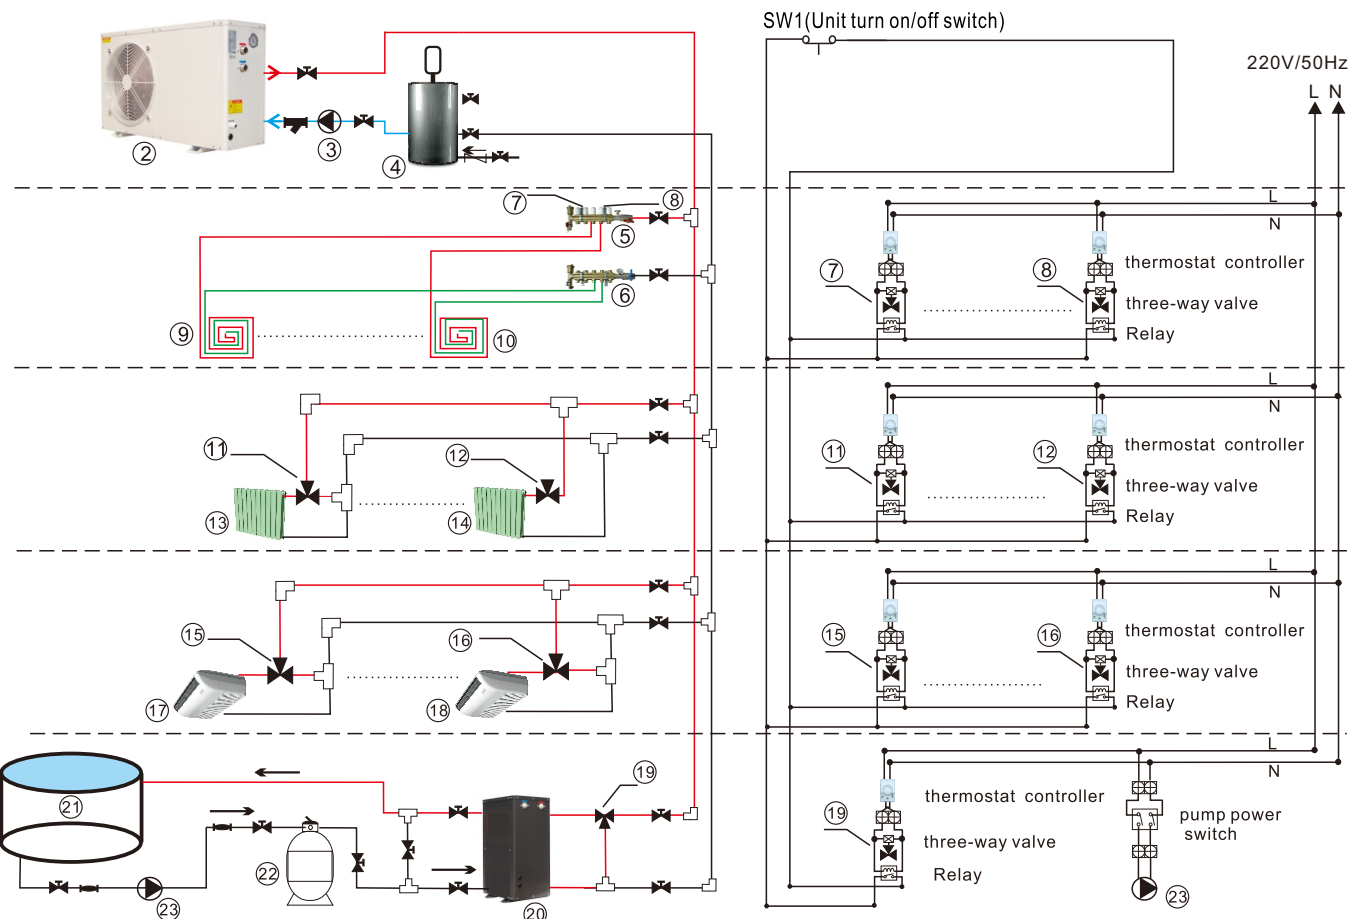 SW1(Unit turn on/off switch)
220V/50Hz
L N
②
③
④
⑦
⑧
⑤
⑥
⑨
⑩
L
N
⑦
⑧
thermostat controller
three-way valve
Relay
⑪
⑫
⑬
⑭
L
N
⑪
⑫
thermostat controller
three-way valve
Relay
⑮
⑯
⑰
⑱
L
N
⑮
⑯
thermostat controller
three-way valve
Relay
⑲
㉑
㉒
㉓
⑳
L
N
thermostat controller
⑲
three-way valve
Relay
pump power
switch
㉓